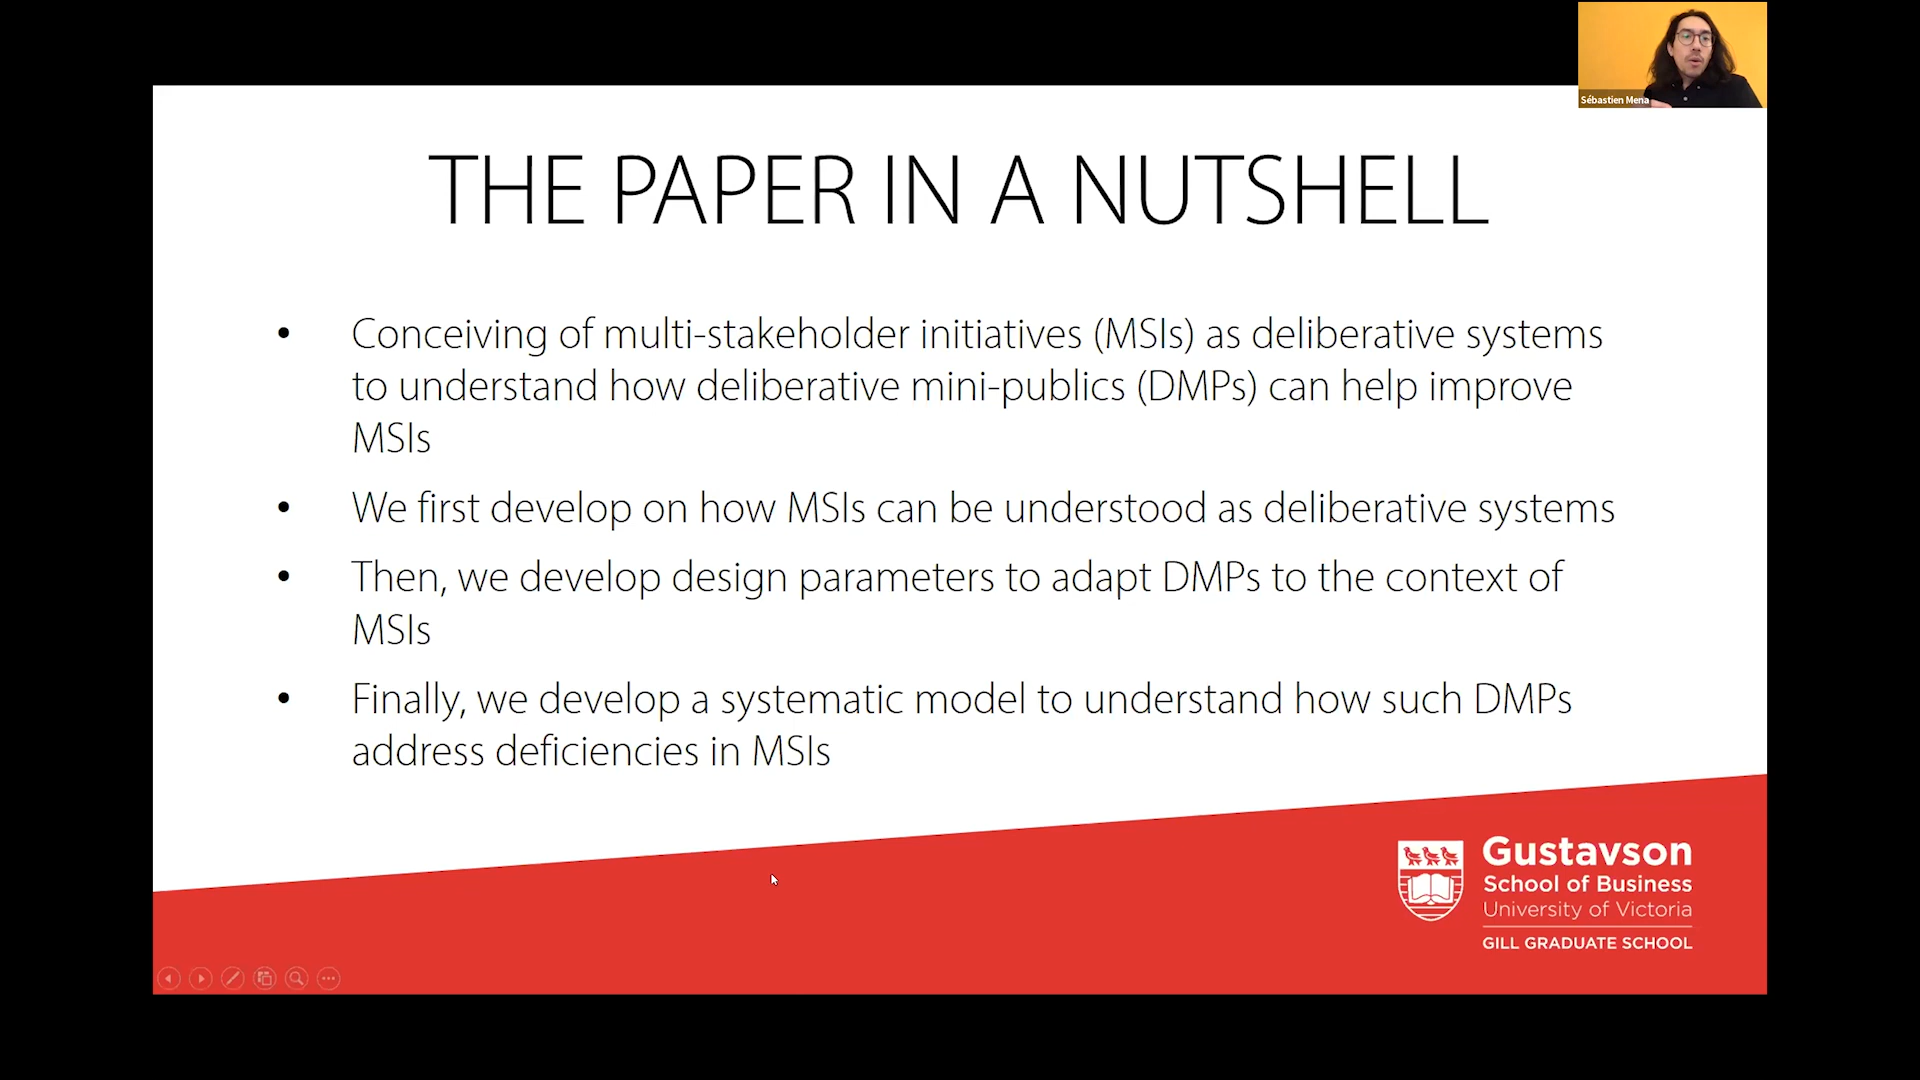 Sébastien Mena
THE PAPER IN A NUTSHELL
• Conceiving of multi-stakeholder initiatives (MSIs) as deliberative systems
to understand how deliberative mini-publics (DMPs) can help improve
MSIs
• We first develop on how MSIs can be understood as deliberative systems
• Then, we develop design parameters to adapt DMPs to the context of
MSIs
• Finally, we develop a systematic model to understand how such DMPs
address deficiencies in MSIs
Gustavson
School of Business
University of Victoria
GILL GRADUATE SCHOOL